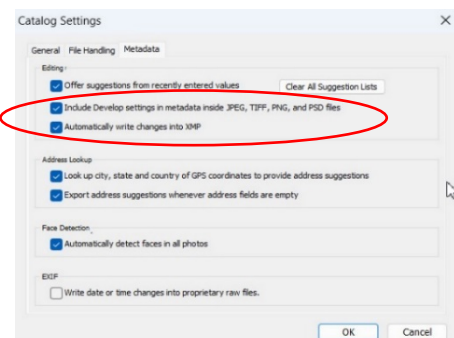 Catalog Settings
General File Handling Metadata
Editing
Offer suggestions from recently entered values Clear All Suggestion Lists
Include Develop settings in metadata inside JPEG, TIFF, PNG, and PSD files
Automatically write changes into XMP
Address Lookup
Look up city, state and country of GPS coordinates to provide address suggestions
Export address suggestions whenever address fields are empty
Face Detection
Automatically detect faces in all photos
EXIF
Write date or time changes into proprietary raw files.
OK Cancel